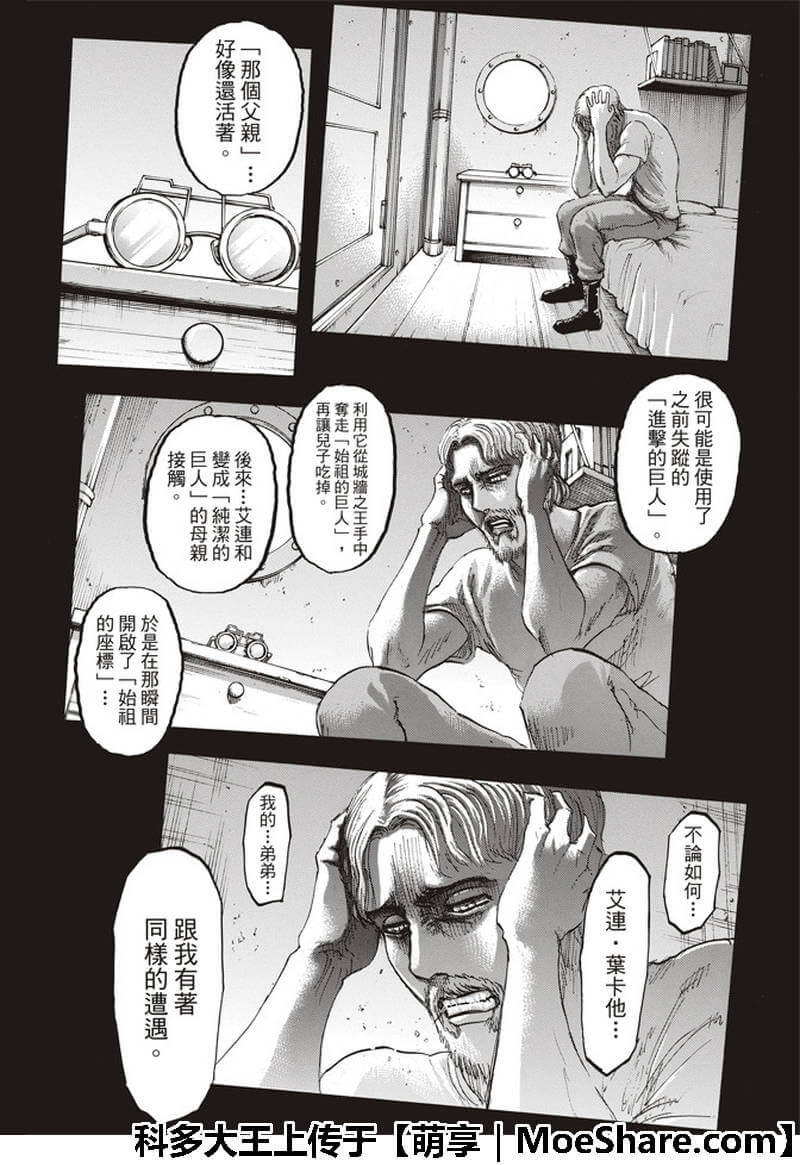 「那個父親」…
好像還活著。
很可能是使用了
之前失蹤的
「進擊的巨人」。
利用它從城牆之王手中
奪走「始祖的巨人」，
再讓兒子吃掉。
後來…艾連和
變成「純潔的
巨人」的母親
接觸。
於是在那瞬間
開啟了「始祖
的座標」…
不論如何…
艾連·葉卡他…
我的…弟弟…
跟我有著
同樣的遭遇。
科多大王上传于【萌享|MoeShare.com】